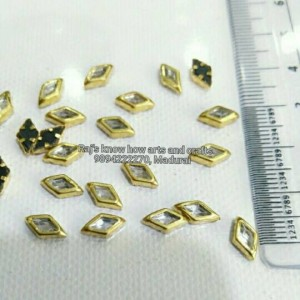 Raj's know how arts and crafts,
9894222270, Madurai